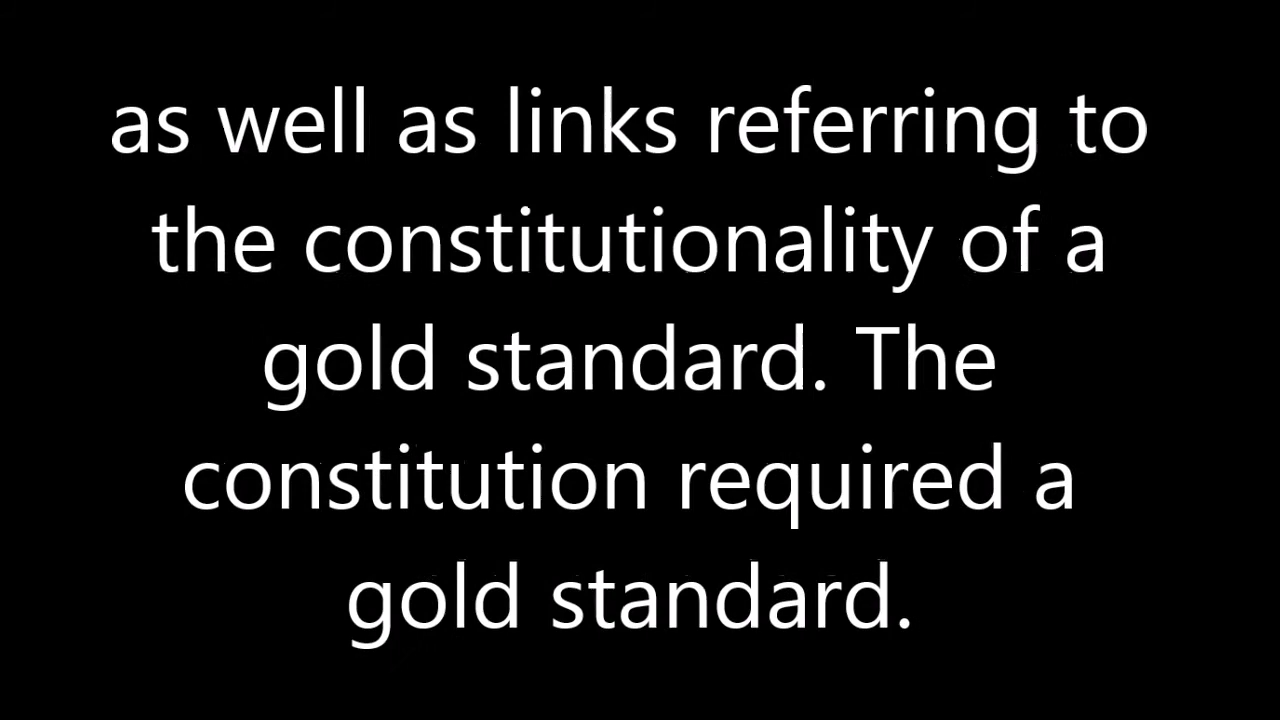 as well as links referring to
the constitutionality of a
gold standard. The
constitution required a
gold standard.